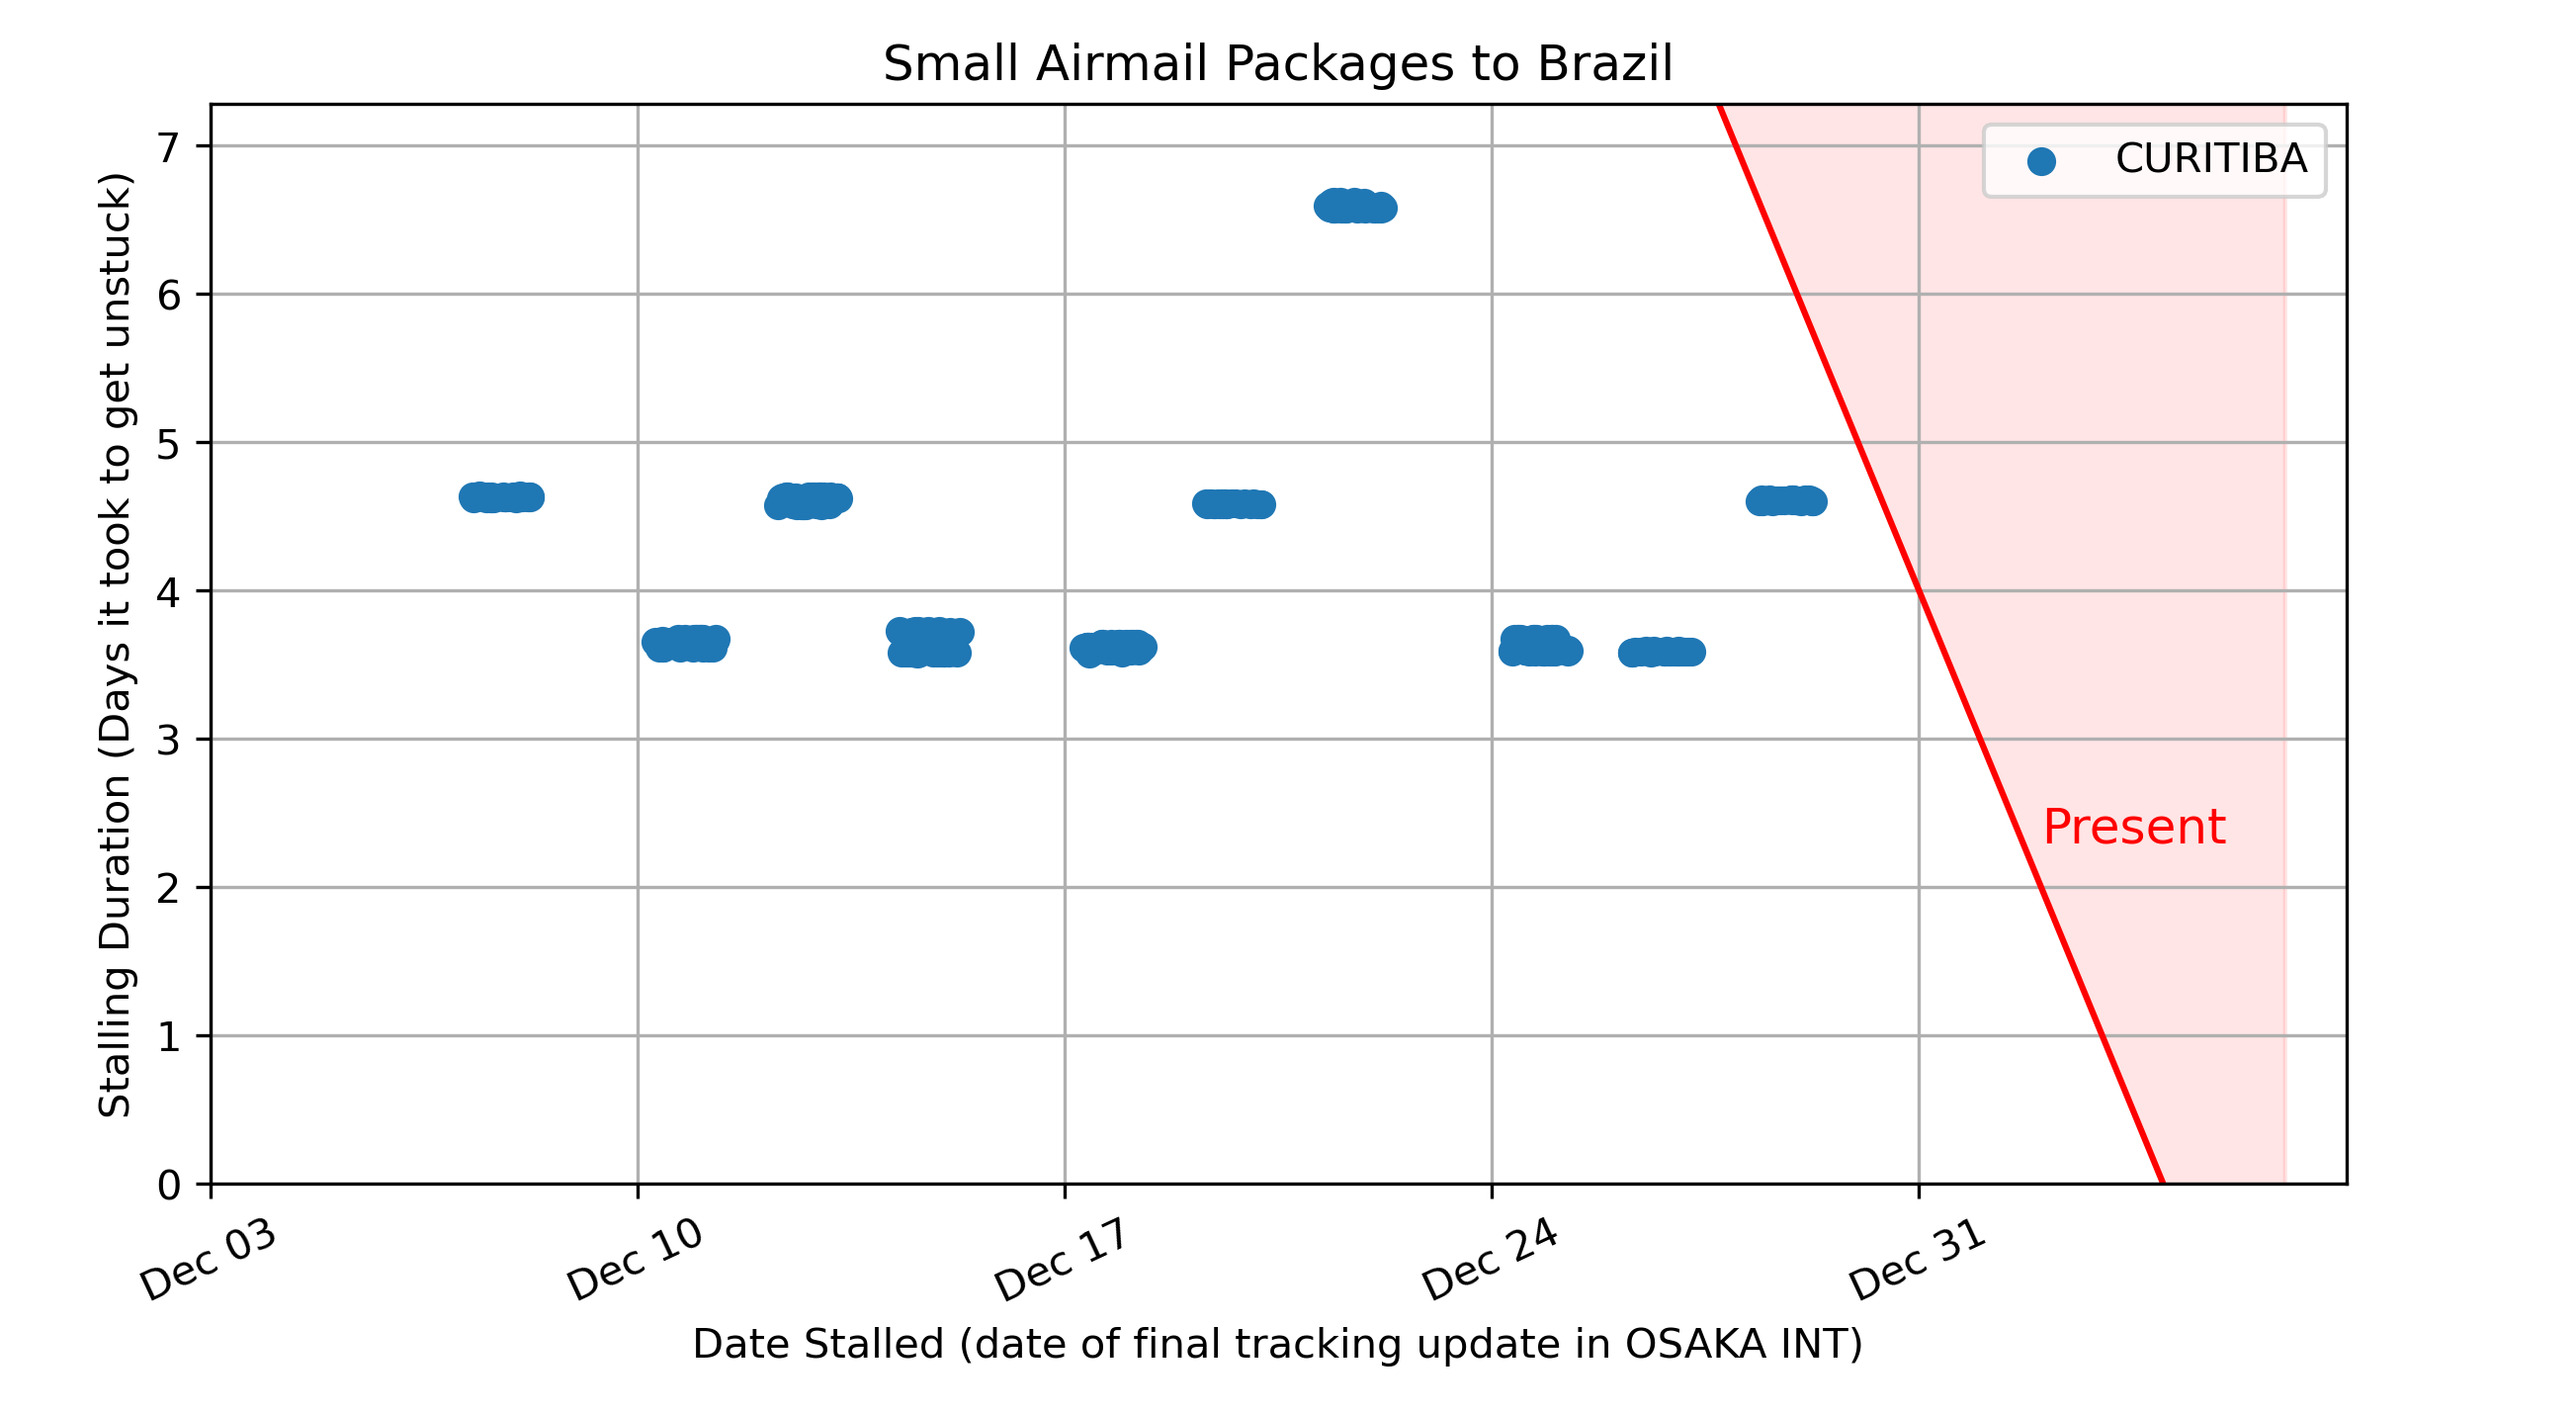 Small Airmail Packages to Brazil
Stalling Duration (Days it took to get unstuck)
7
6
5
4
3
2
1
0
CURITIBA
Present
Dec 03
Dec 10
Dec 17
Dec 24
Dec 31
Date Stalled (date of final tracking update in OSAKA INT)